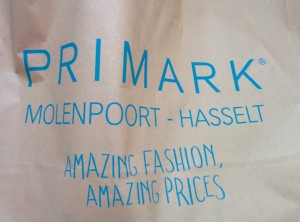 PRIMARK®
MOLENPOORT - HASSELT
AMAZING FASHION,
AMAZING PRICES